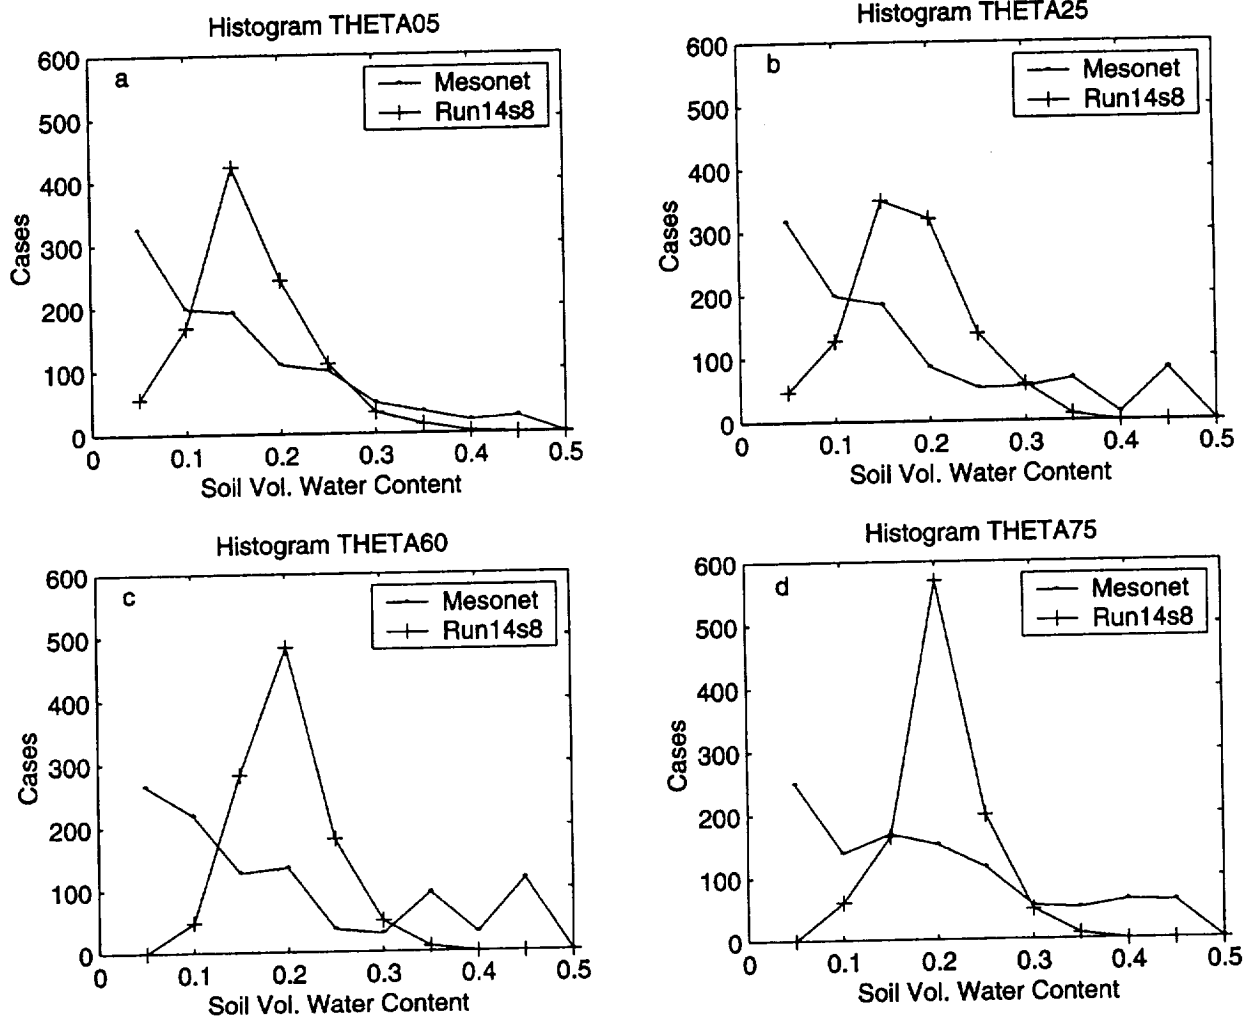 Histogram THETA05
600
500
400
300
200
100
0
a
Mesonet
Run14s8
Cases
0 0.1 0.2 0.3 0.4 0.5
Soil Vol. Water Content
Histogram THETA25
600
500
400
300
200
100
0
b
Mesonet
Run14s8
Cases
0 0.1 0.2 0.3 0.4 0.5
Soil Vol. Water Content
Histogram THETA60
600
500
400
300
200
100
0
c
Mesonet
Run14s8
Cases
0 0.1 0.2 0.3 0.4 0.5
Soil Vol. Water Content
Histogram THETA75
600
500
400
300
200
100
0
d
Mesonet
Run14s8
Cases
0 0.1 0.2 0.3 0.4 0.5
Soil Vol. Water Content